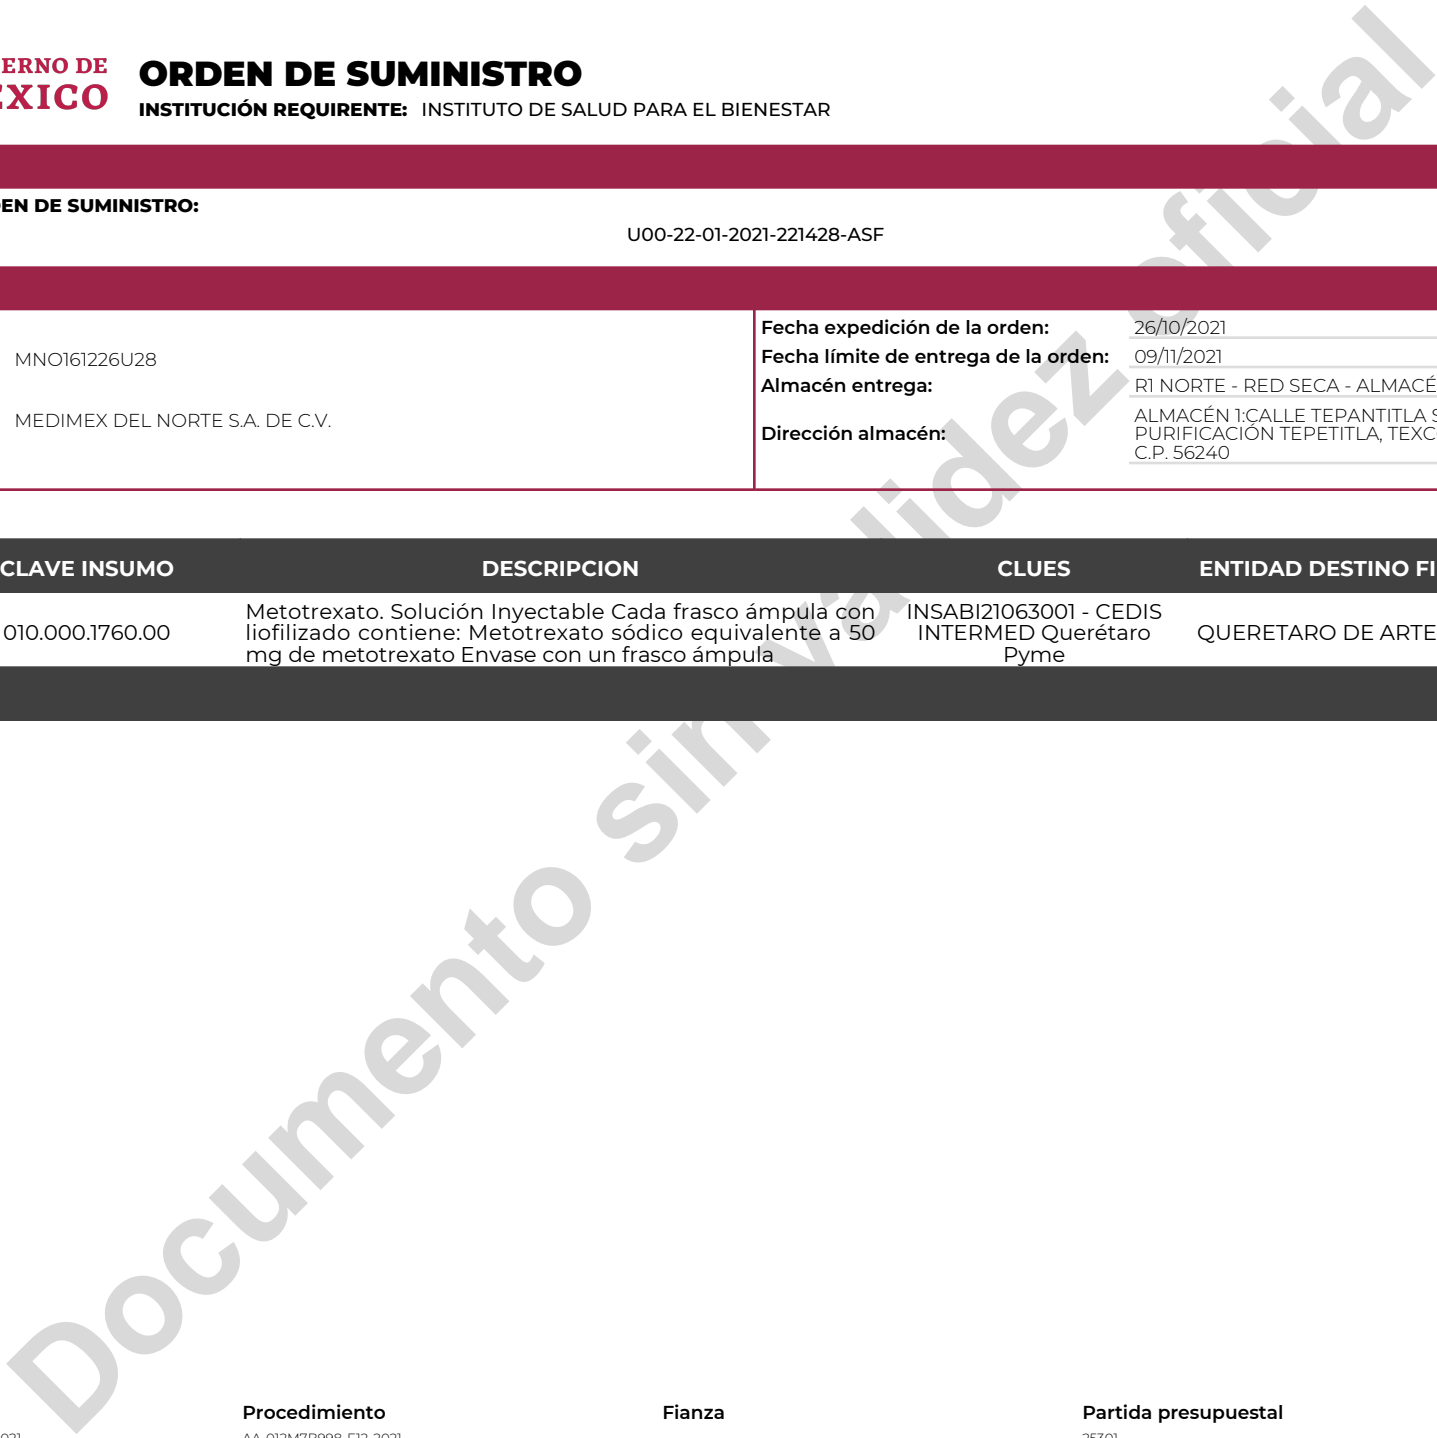 ERNO DE
ÉXICO
ORDEN DE SUMINISTRO
INSTITUCIÓN REQUIRENTE: INSTITUTO DE SALUD PARA EL BIENESTAR
EN DE SUMINISTRO:
U00-22-01-2021-221428-ASF
MNO161226U28
MEDIMEX DEL NORTE S.A. DE C.V.
Fecha expedición de la orden: 26/10/2021
Fecha límite de entrega de la orden: 09/11/2021
Almacén entrega: R1 NORTE - RED SECA - ALMACÉ
Dirección almacén: ALMACÉN 1:CALLE TEPANTITLA S
PURIFICACIÓN TEPETITLA, TEXC
C.P. 56240
CLAVE INSUMO DESCRIPCION CLUES ENTIDAD DESTINO FI
010.000.1760.00
Metotrexato. Solución Inyectable Cada frasco ámpula con
liofilizado contiene: Metotrexato sódico equivalente a 50
mg de metotrexato Envase con un frasco ámpula
INSABI21063001 - CEDIS
INTERMED Querétaro
Pyme
QUERETARO DE ARTE
Documento sin validez oficial
Procedimiento Fianza Partida presupuestal